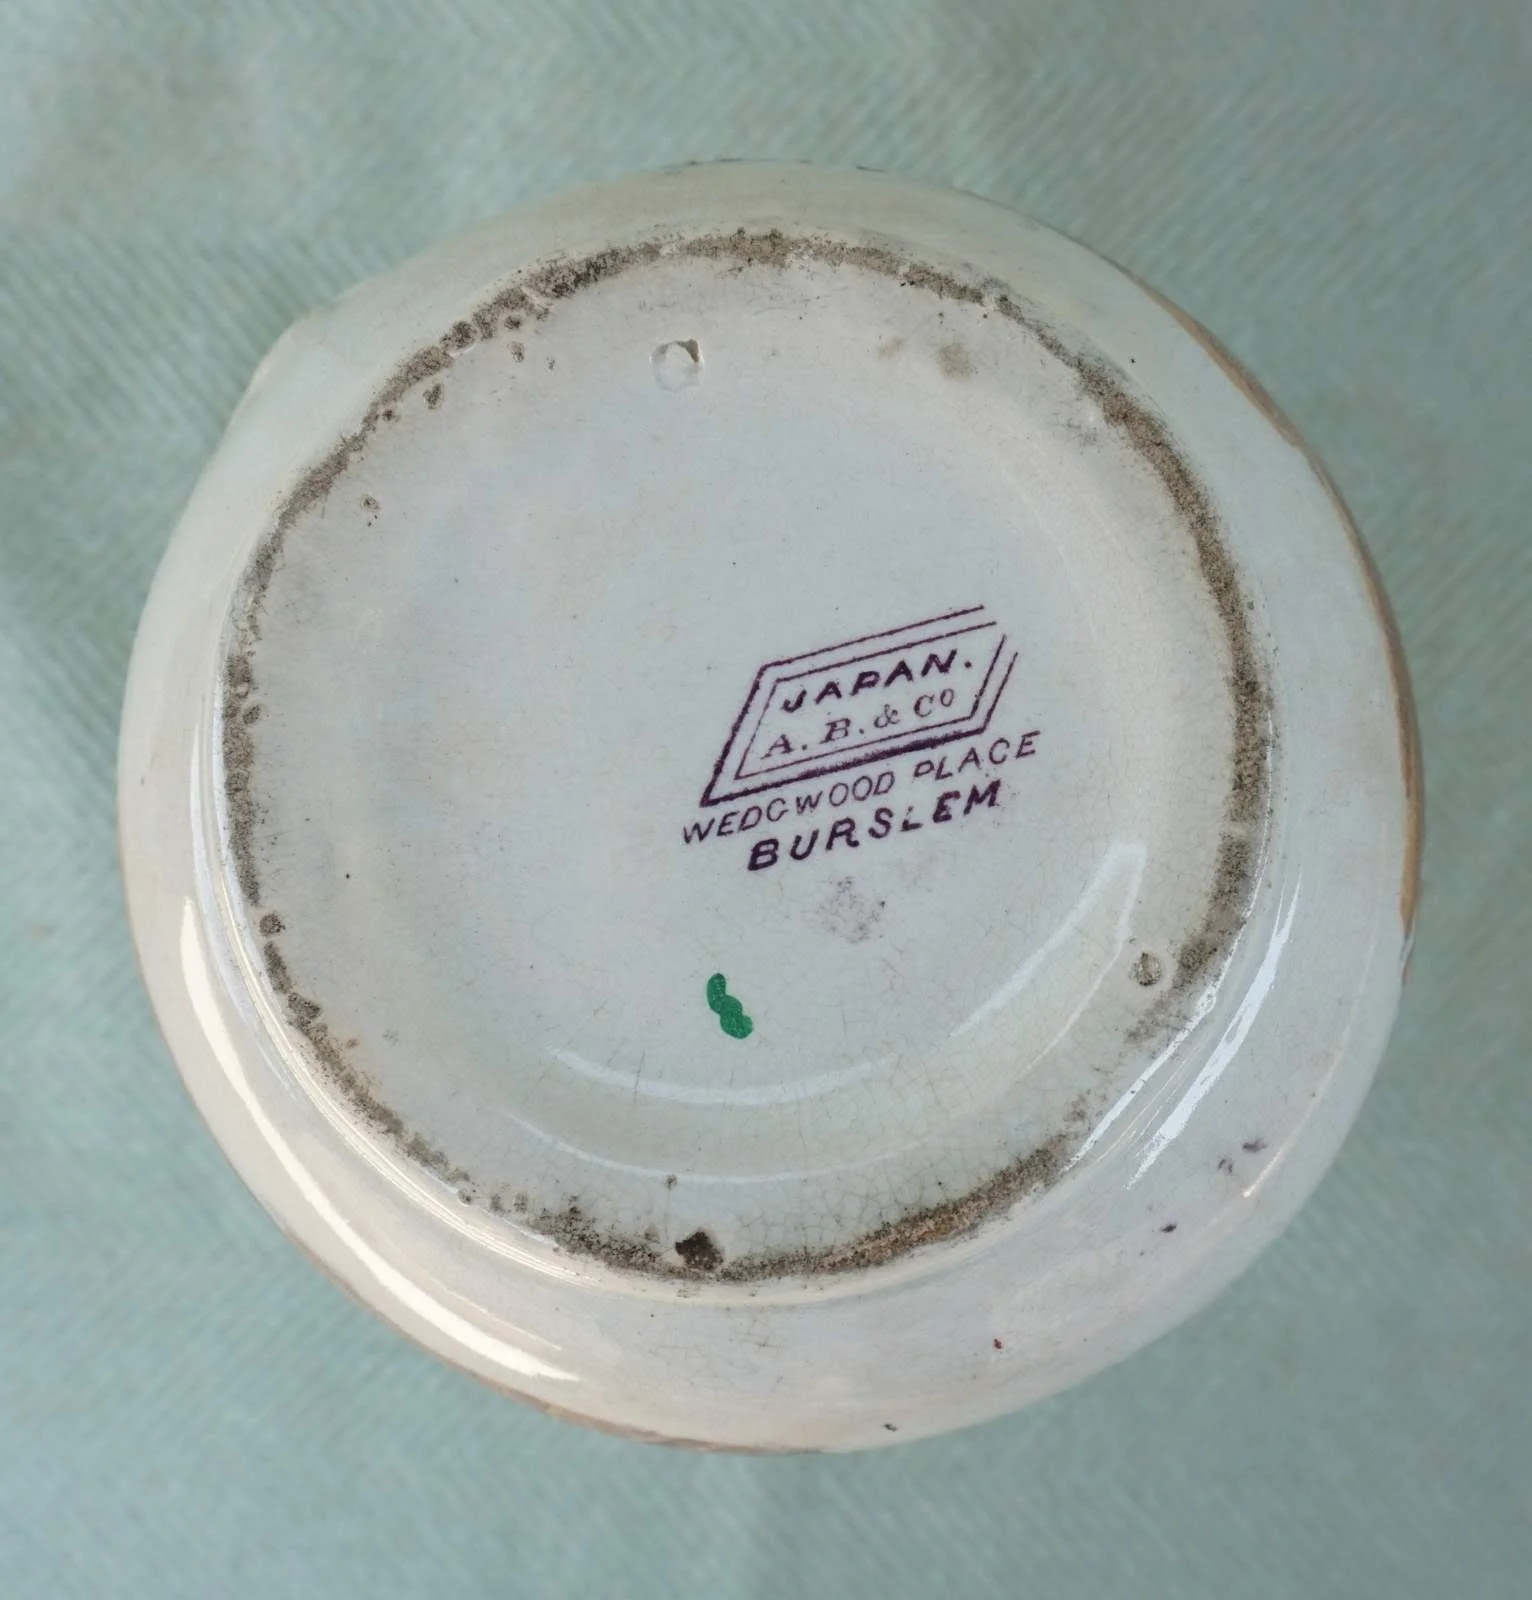 JAPAN.
A. B. & Co
WEDGWOOD PLACE
BURSLEM